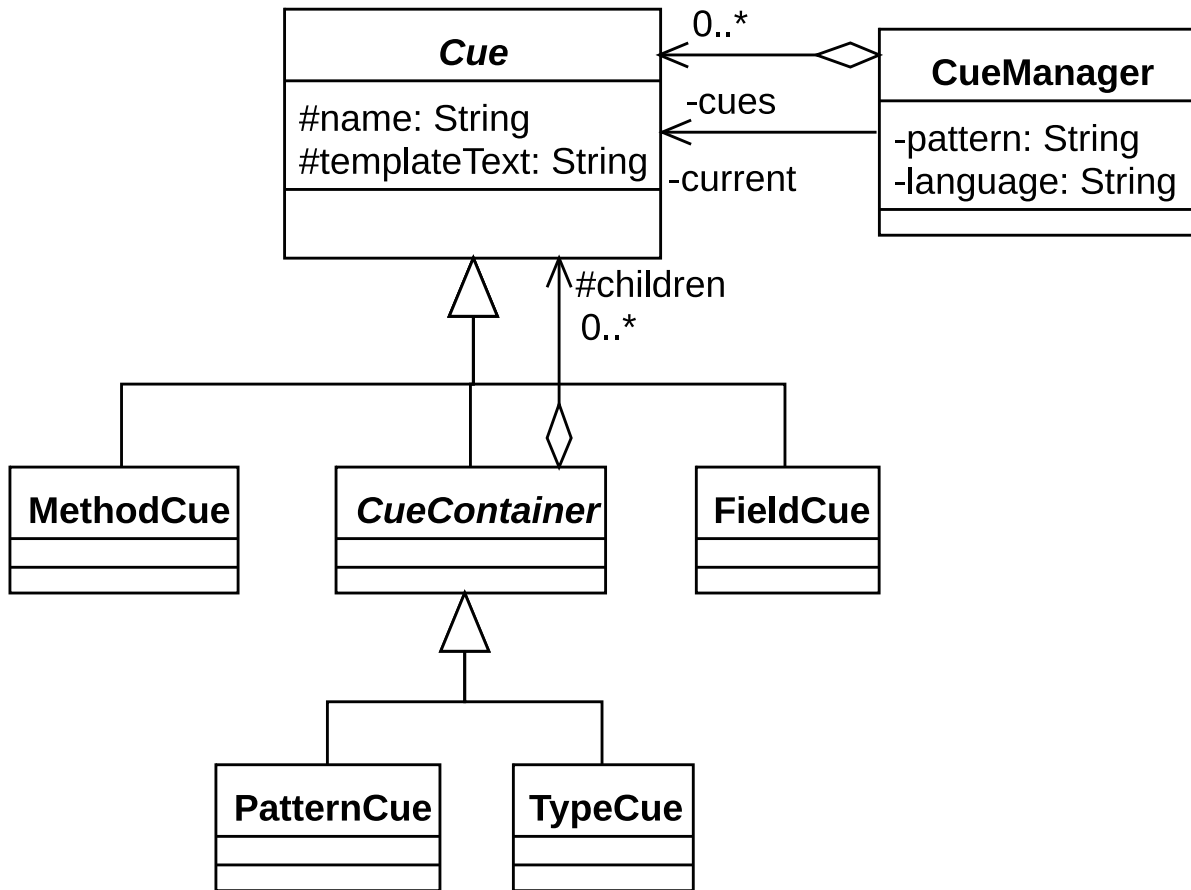 Cue
#name: String
#templateText: String
0..*
-cues
-current
CueManager
-pattern: String
-language: String
#children
0..*
MethodCue
CueContainer
FieldCue
PatternCue
TypeCue